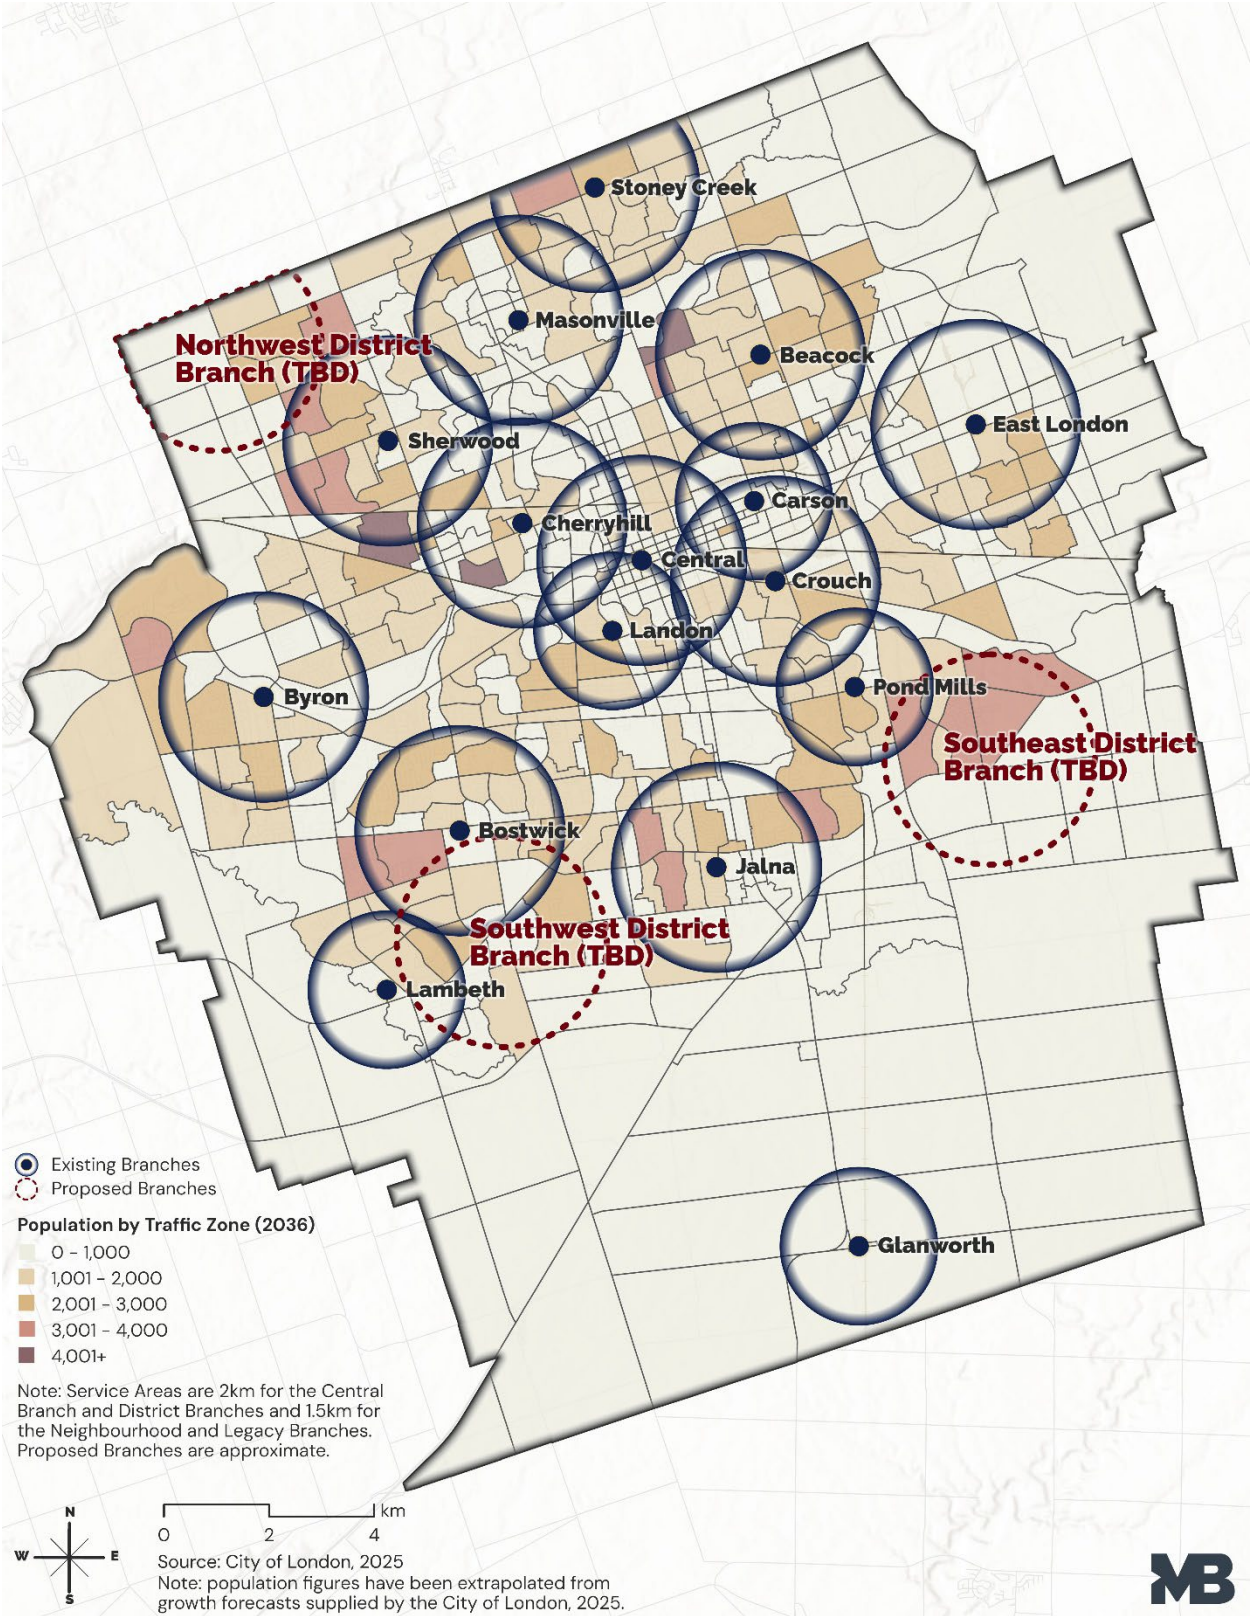 Stoney Creek
Masonville
Northwest District
Branch (TBD)
Beacock
East London
Sherwood
Carson
Cherryhill
Central
Crouch
Landon
Pond Mills
Byron
Southeast District
Branch (TBD)
Bostwick
Jalna
Southwest District
Branch (TBD)
Lambeth
Glanworth
Existing Branches
Proposed Branches
Population by Traffic Zone (2036)
0 - 1,000
1,001 - 2,000
2,001 - 3,000
3,001 - 4,000
4,001+
Note: Service Areas are 2km for the Central
Branch and District Branches and 1.5km for
the Neighbourhood and Legacy Branches.
Proposed Branches are approximate.
N
W E
S
km
0 2 4
Source: City of London, 2025
Note: population figures have been extrapolated from
growth forecasts supplied by the City of London, 2025.
MB